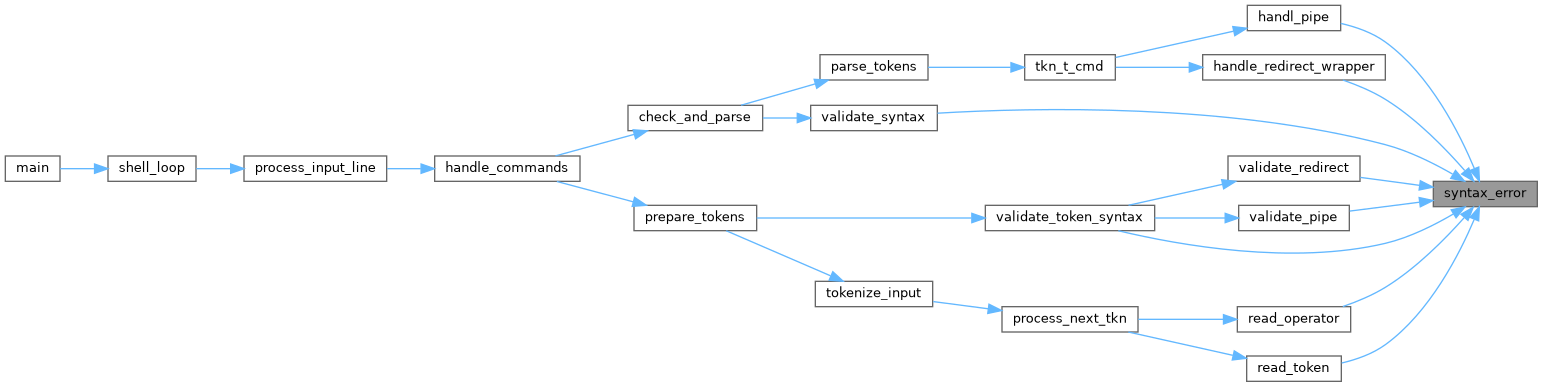 handl_pipe
parse_tokens
tkn_t_cmd
handle_redirect_wrapper
check_and_parse
validate_syntax
main
shell_loop
process_input_line
handle_commands
validate_redirect
syntax_error
prepare_tokens
validate_token_syntax
validate_pipe
tokenize_input
process_next_tkn
read_operator
read_token